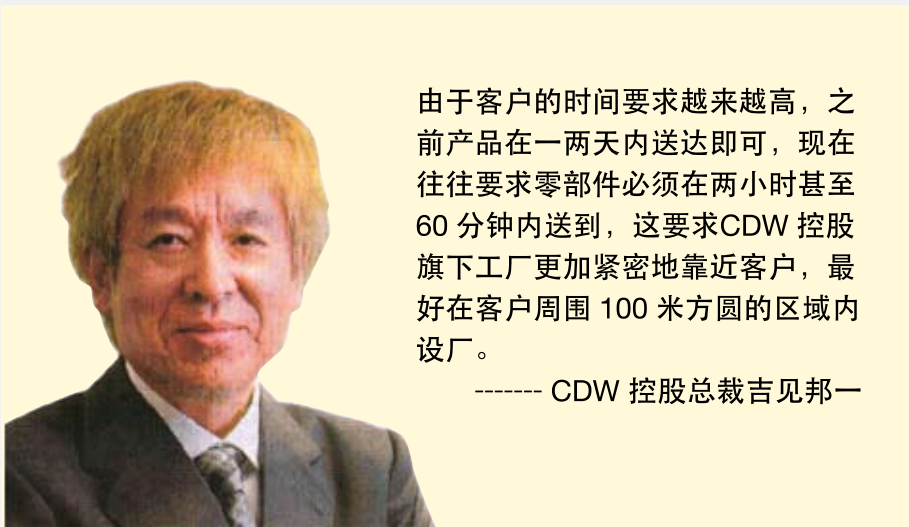 由于客户的时间要求越来越高，之
前产品在一两天内送达即可，现在
往往要求零部件必须在两小时甚至
60 分钟内送到，这要求CDW 控股
旗下工厂更加紧密地靠近客户，最
好在客户周围 100 米方圆的区域内
设厂。
------- CDW 控股总裁吉见邦一